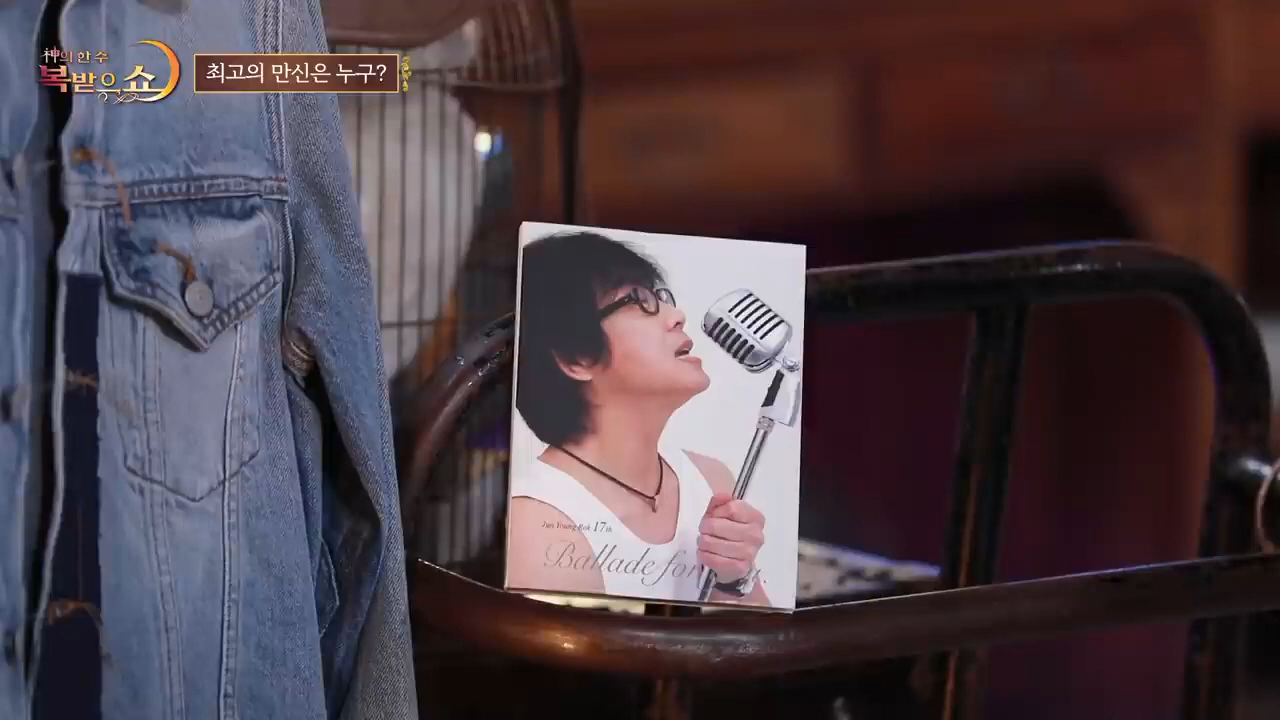 神의 한 수
복받으쇼
최고의 만신은 누구?
Jun Young Rok 17th
Ballade for